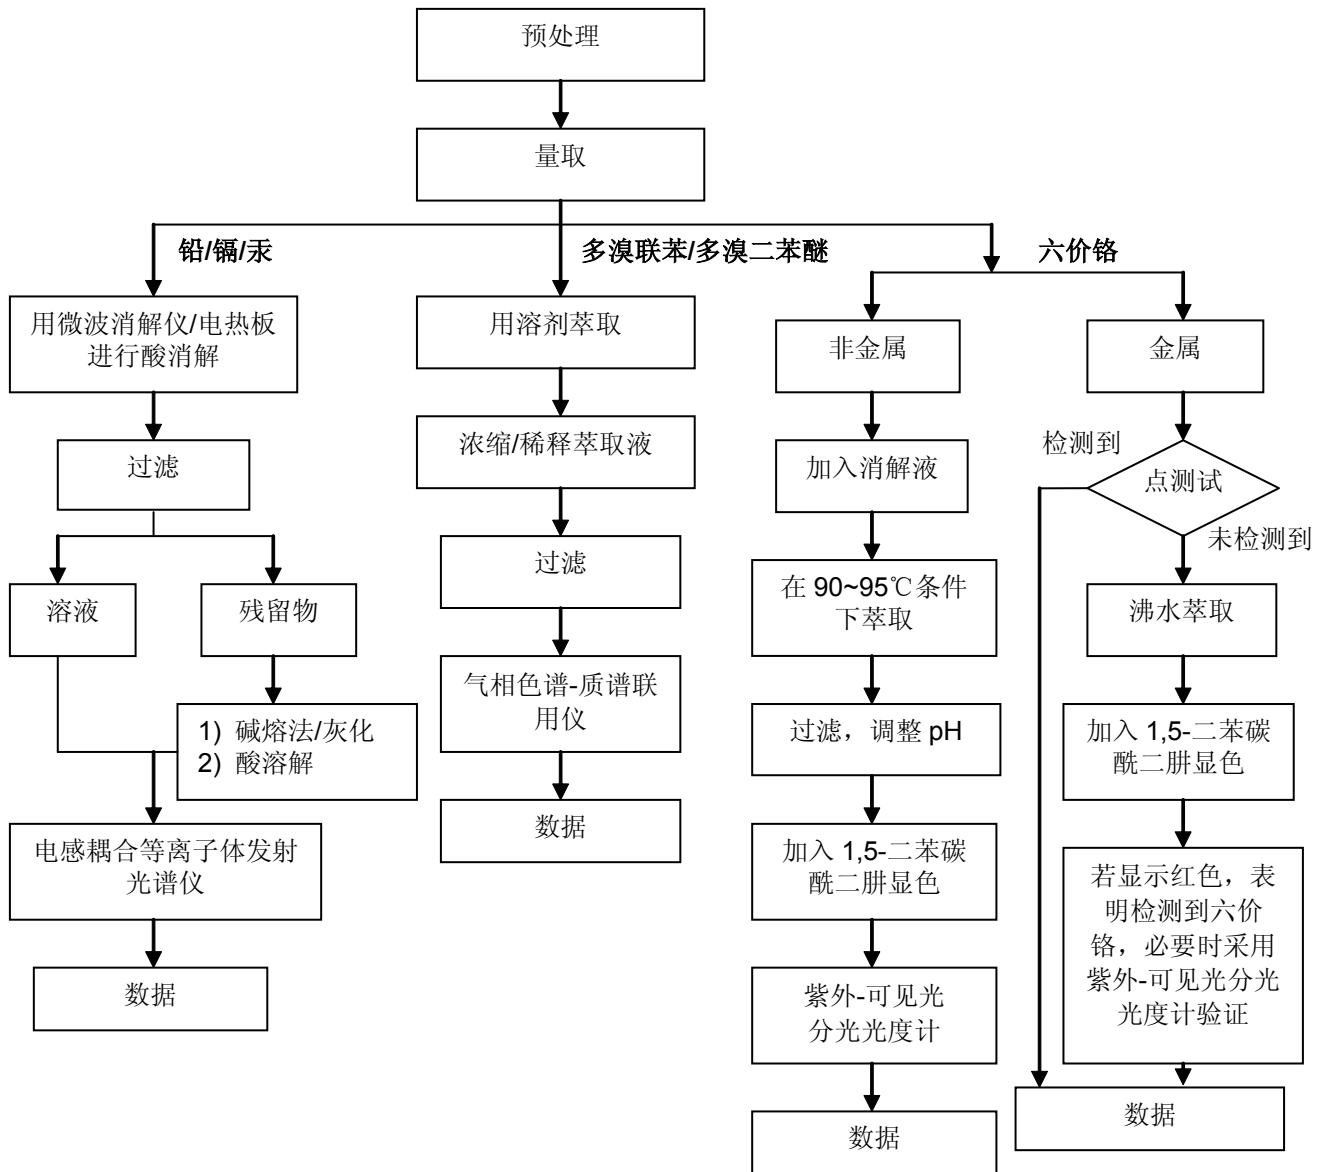 预处理
量取
铅/镉/汞
多溴联苯/多溴二苯醚
六价铬
用微波消解仪/电热板
进行酸消解
过滤
溶液
残留物
1) 碱熔法/灰化
2) 酸溶解
电感耦合等离子体发射
光谱仪
数据
用溶剂萃取
浓缩/稀释萃取液
过滤
气相色谱-质谱联
用仪
数据
非金属
加入消解液
在 90~95℃条件
下萃取
过滤，调整 pH
加入 1,5-二苯碳
酰二肼显色
紫外-可见光
分光光度计
数据
金属
检测到
点测试
未检测到
沸水萃取
加入 1,5-二苯碳
酰二肼显色
若显示红色，表
明检测到六价
铬，必要时采用
紫外-可见光分光
光度计验证
数据